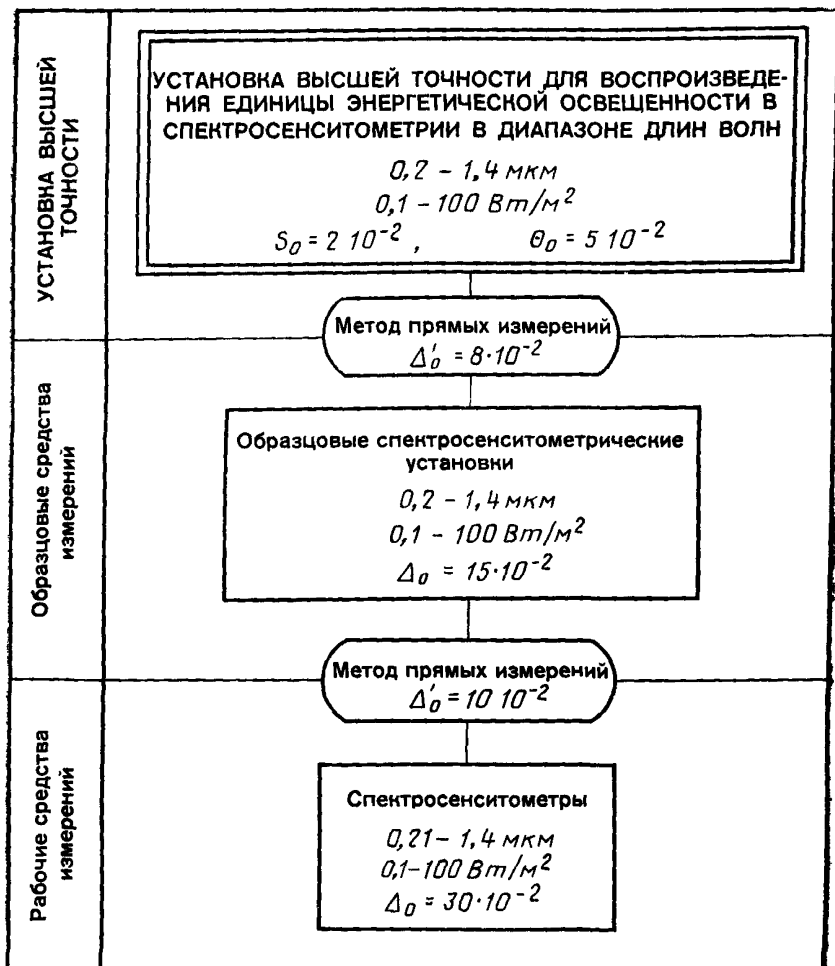 УСТАНОВКА ВЫСШЕЙ
ТОЧНОСТИ
УСТАНОВКА ВЫСШЕЙ ТОЧНОСТИ ДЛЯ ВОСПРОИЗВЕДЕ-
НИЯ ЕДИНИЦЫ ЭНЕРГЕТИЧЕСКОЙ ОСВЕЩЕННОСТИ В
СПЕКТРОСЕНСИТОМЕТРИИ В ДИАПАЗОНЕ ДЛИН ВОЛН
0,2 – 1,4 мкм
0,1 – 100 Вт/м²
S₀ = 2 10⁻², Θ₀ = 5 10⁻²
Метод прямых измерений
Δ'₀ = 8·10⁻²
Образцовые средства
измерений
Образцовые спектросенситометрические
установки
0,2 – 1,4 мкм
0,1 – 100 Вт/м²
Δ₀ = 15·10⁻²
Метод прямых измерений
Δ'₀ = 10 10⁻²
Рабочие средства
измерений
Спектросенситометры
0,21– 1,4 мкм
0,1–100 Вт/м²
Δ₀ = 30·10⁻²